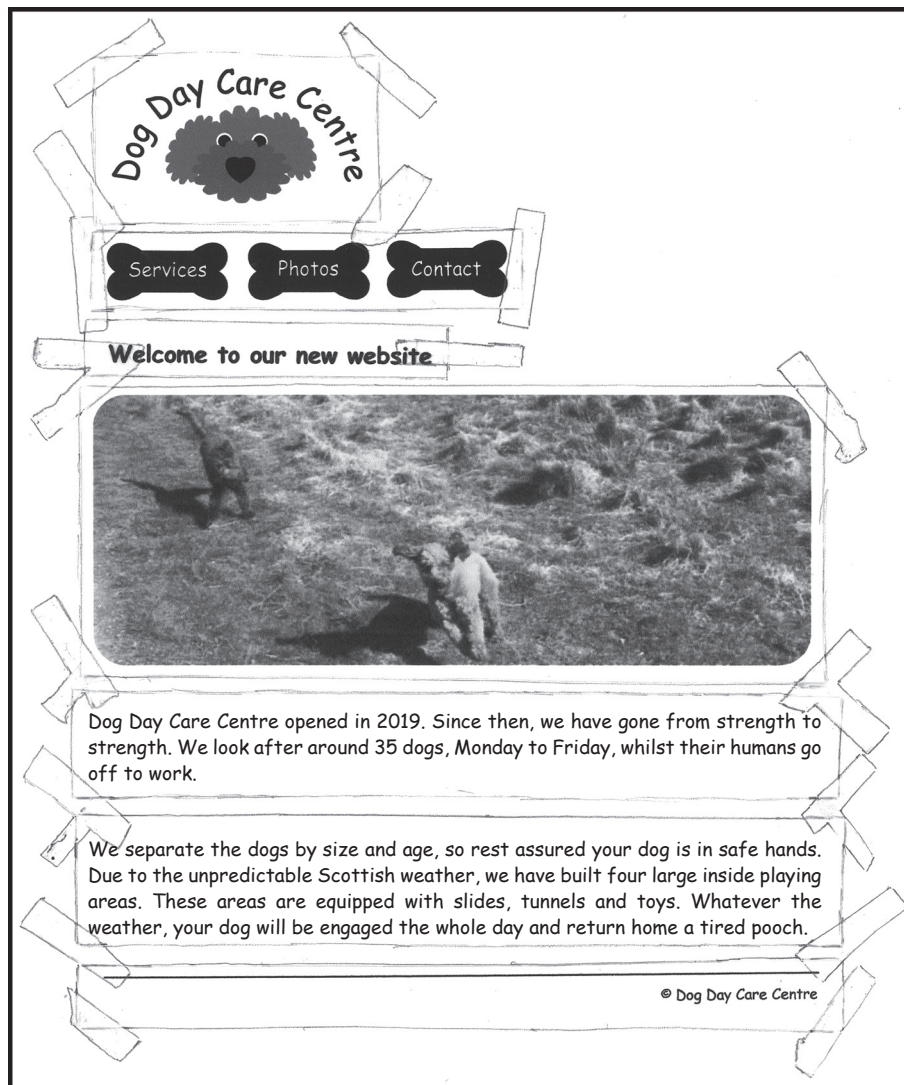 Dog Day Care Centre
Services Photos Contact
Welcome to our new website
Dog Day Care Centre opened in 2019. Since then, we have gone from strength to
strength. We look after around 35 dogs, Monday to Friday, whilst their humans go
off to work.
We separate the dogs by size and age, so rest assured your dog is in safe hands.
Due to the unpredictable Scottish weather, we have built four large inside playing
areas. These areas are equipped with slides, tunnels and toys. Whatever the
weather, your dog will be engaged the whole day and return home a tired pooch.
© Dog Day Care Centre